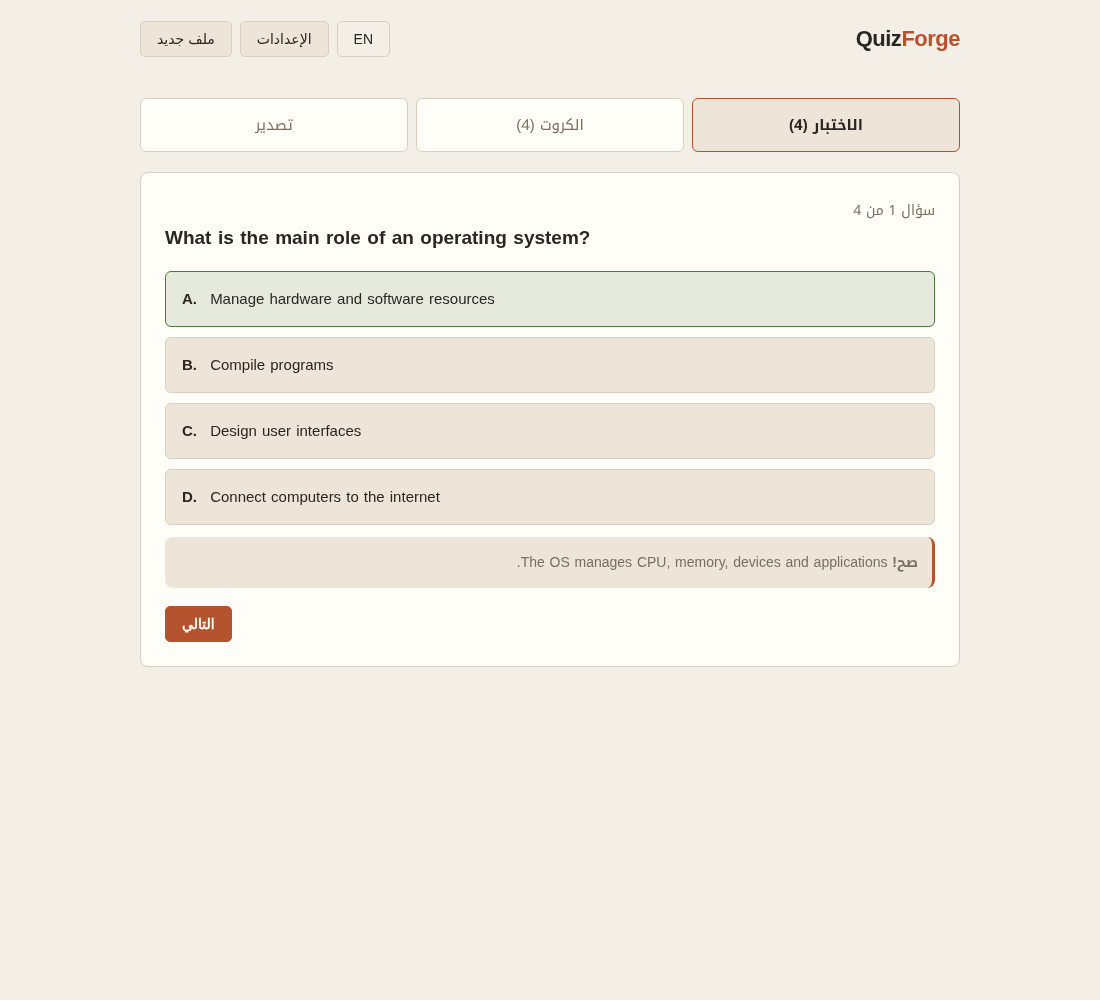 QuizForge
EN
الإعدادات
ملف جديد
الاختبار (4)
الكروت (4)
تصدير
سؤال 1 من 4
What is the main role of an operating system?
A. Manage hardware and software resources
B. Compile programs
C. Design user interfaces
D. Connect computers to the internet
صح! The OS manages CPU, memory, devices and applications.
التالي